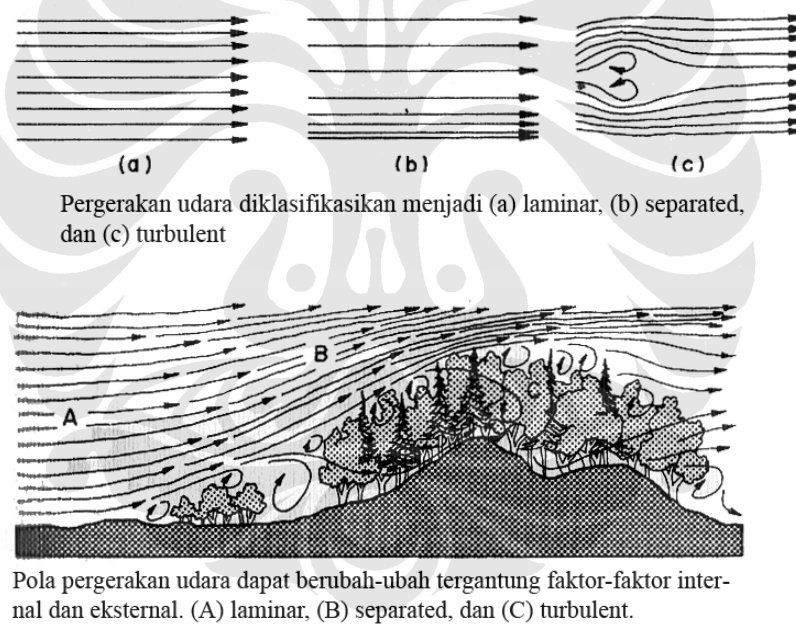 (a) (b) (c)
Pergerakan udara diklasifikasikan menjadi (a) laminar, (b) separated,
dan (c) turbulent
B
A
C
Pola pergerakan udara dapat berubah-ubah tergantung faktor-faktor inter-
nal dan eksternal. (A) laminar, (B) separated, dan (C) turbulent.